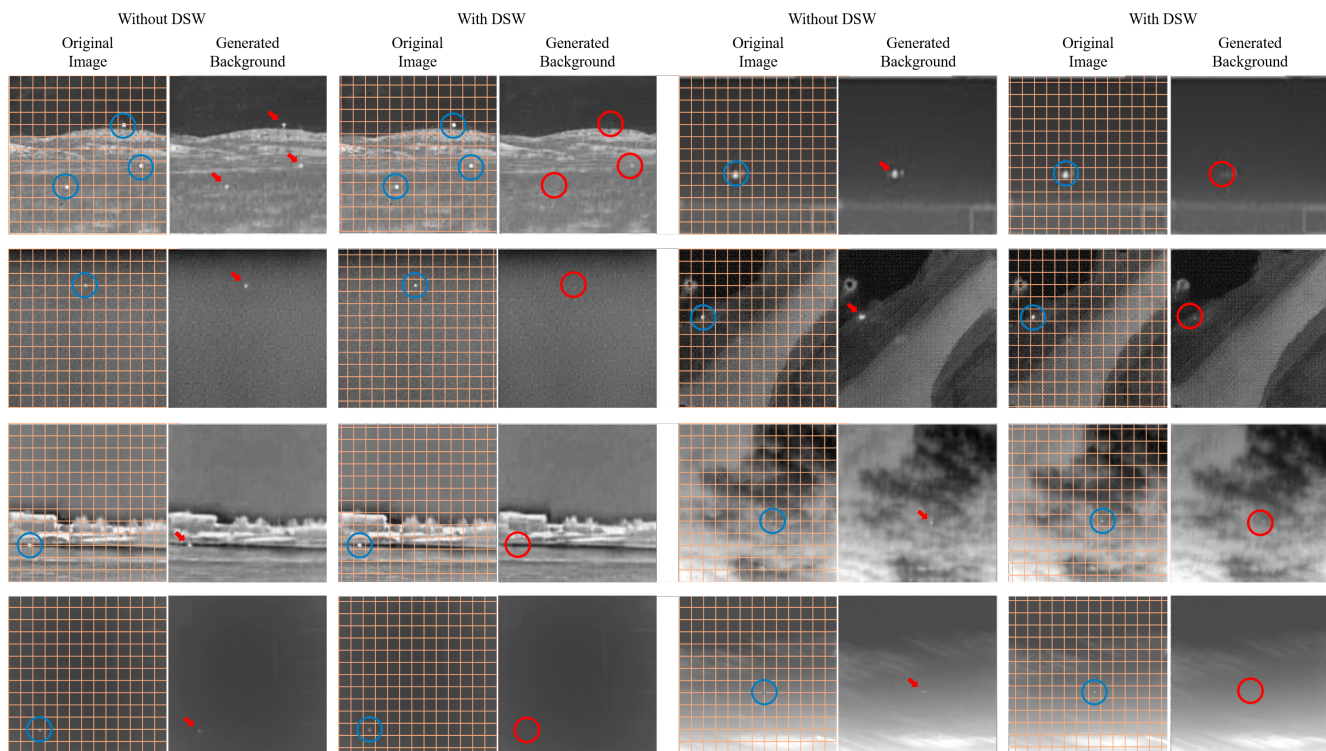 Without DSW
With DSW
Without DSW
With DSW
Original
Image
Generated
Background
Original
Image
Generated
Background
Original
Image
Generated
Background
Original
Image
Generated
Background